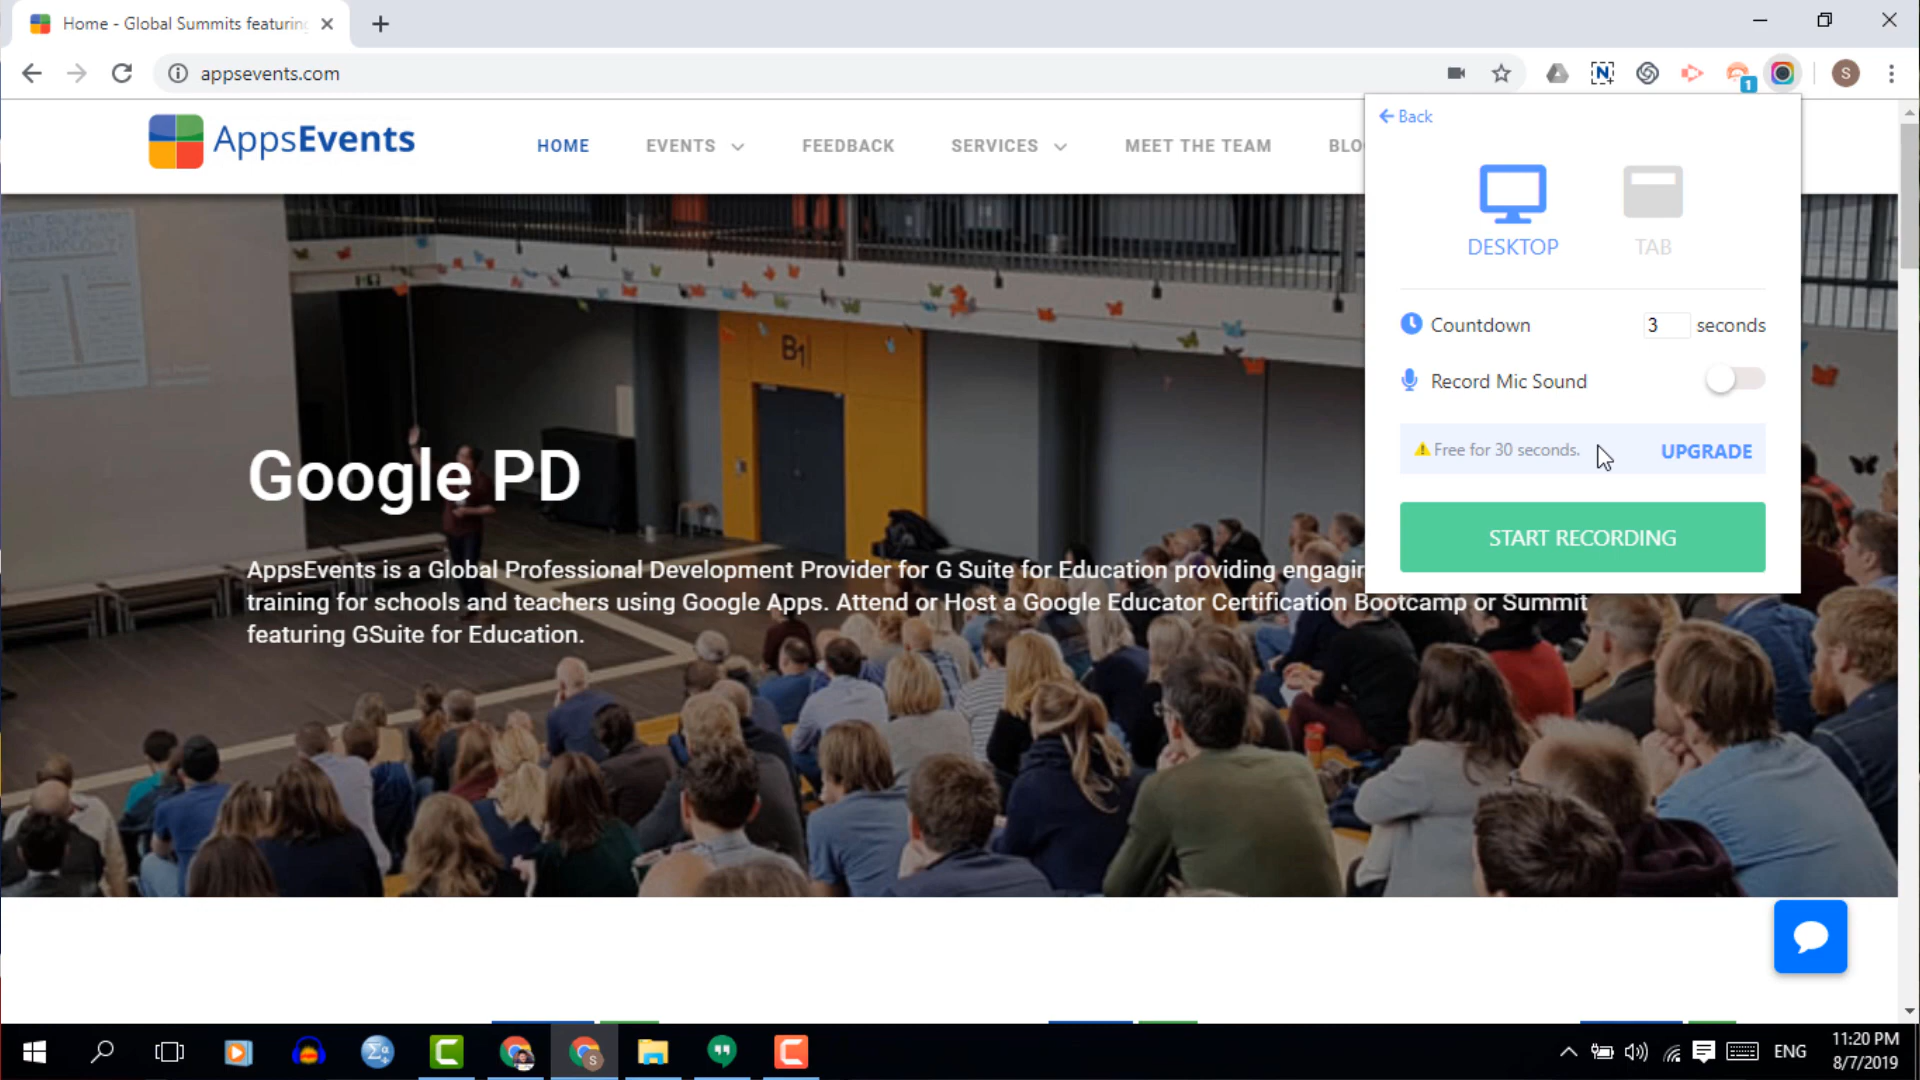 Home - Global Summits featuring
appsevents.com
1
S
AppsEvents
HOME
EVENTS
FEEDBACK
SERVICES
MEET THE TEAM
BLO
Back
DESKTOP
TAB
Countdown
3
seconds
Record Mic Sound
Free for 30 seconds.
UPGRADE
START RECORDING
B1
Google PD
AppsEvents is a Global Professional Development Provider for G Suite for Education providing
training for schools and teachers using Google Apps. Attend or Host a Google Educator Certification Bootcamp or Summit
featuring GSuite for Education.
ENG
11:20 PM
8/7/2019